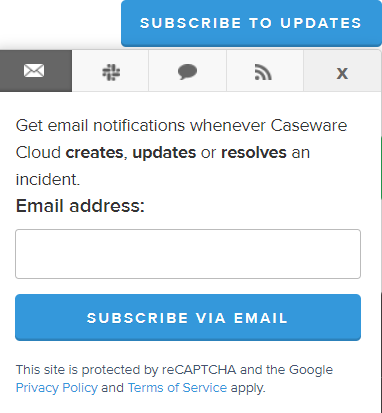 SUBSCRIBE TO UPDATES
X
Get email notifications whenever Caseware
Cloud creates, updates or resolves an
incident.
Email address:
SUBSCRIBE VIA EMAIL
This site is protected by reCAPTCHA and the Google
Privacy Policy and Terms of Service apply.